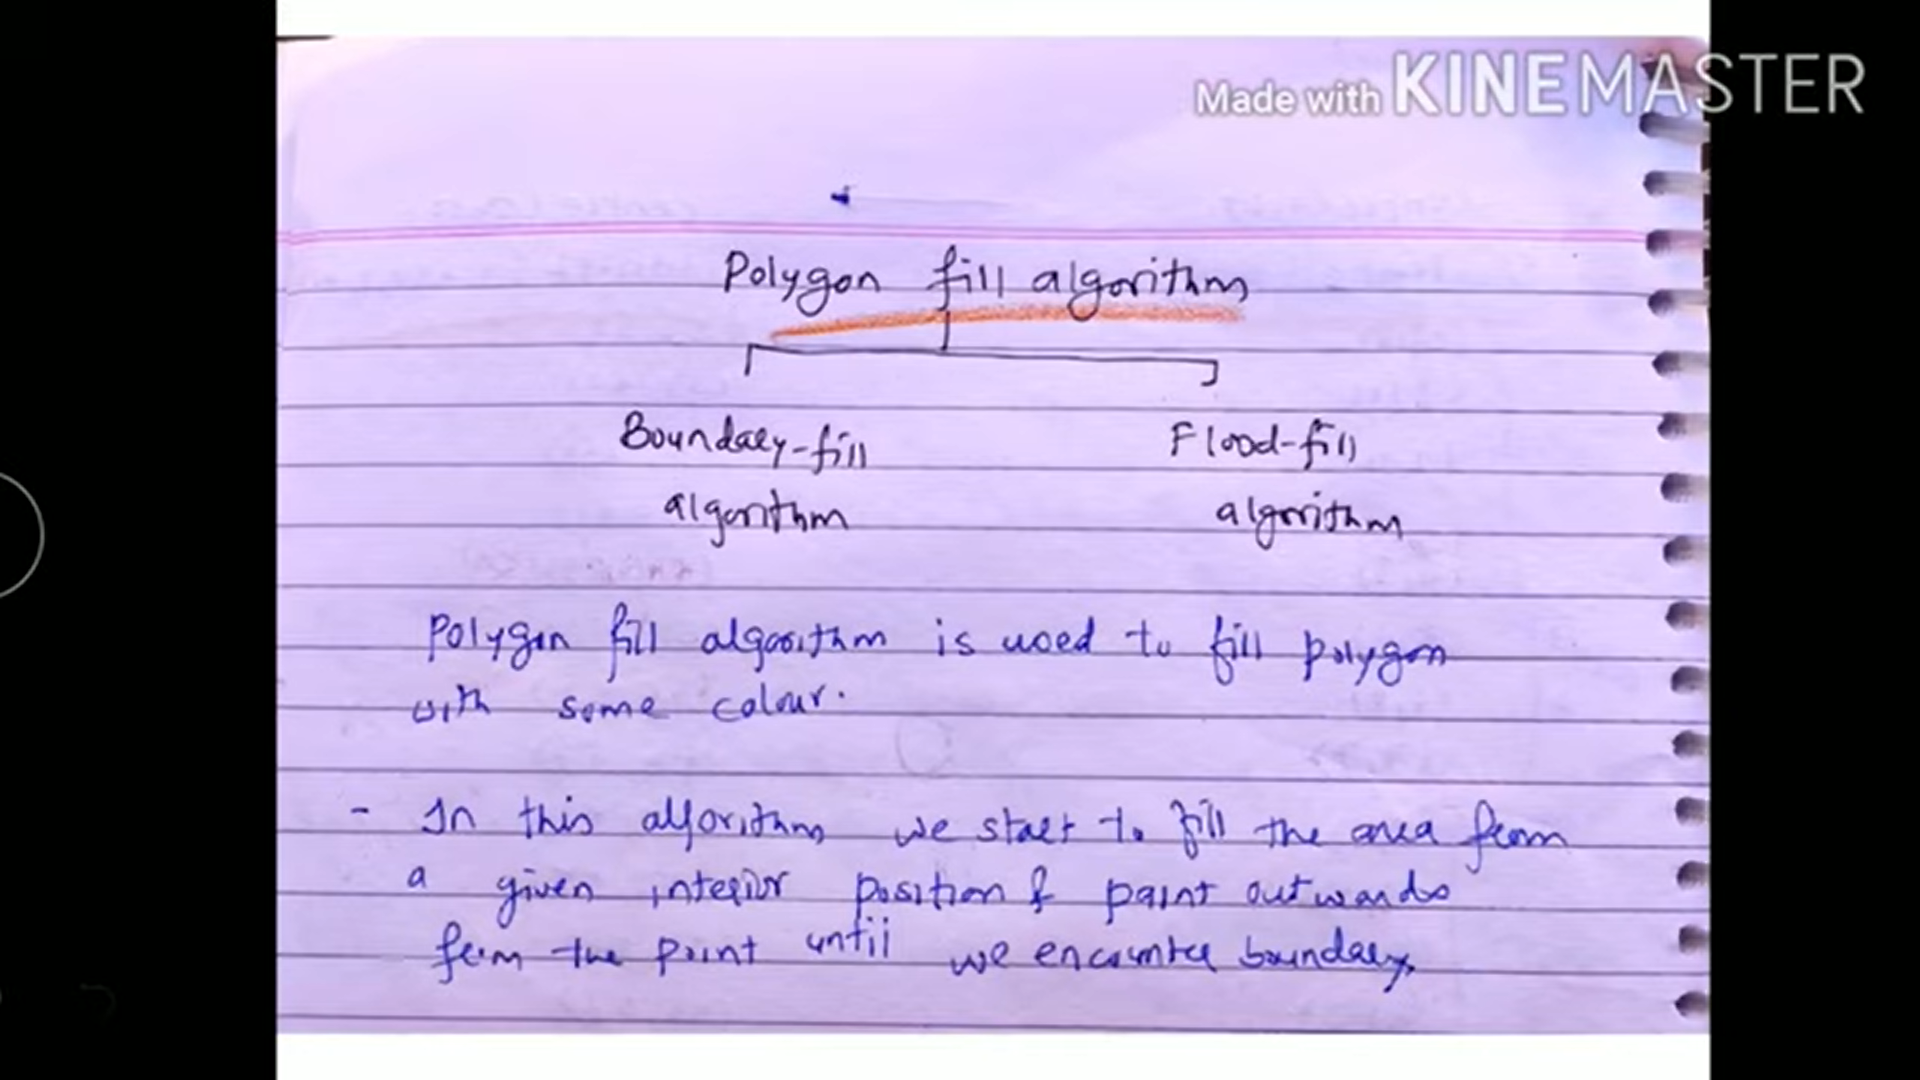 Made with KINEMASTER
Polygon fill algorithm
Boundary-fill Flood-fill
algorithm algorithm
Polygon fill algorithm is used to fill polygon
with some colour.
- In this algorithm we start to fill the area from
a given interior position & paint outwards
from the point until we encounter boundary.